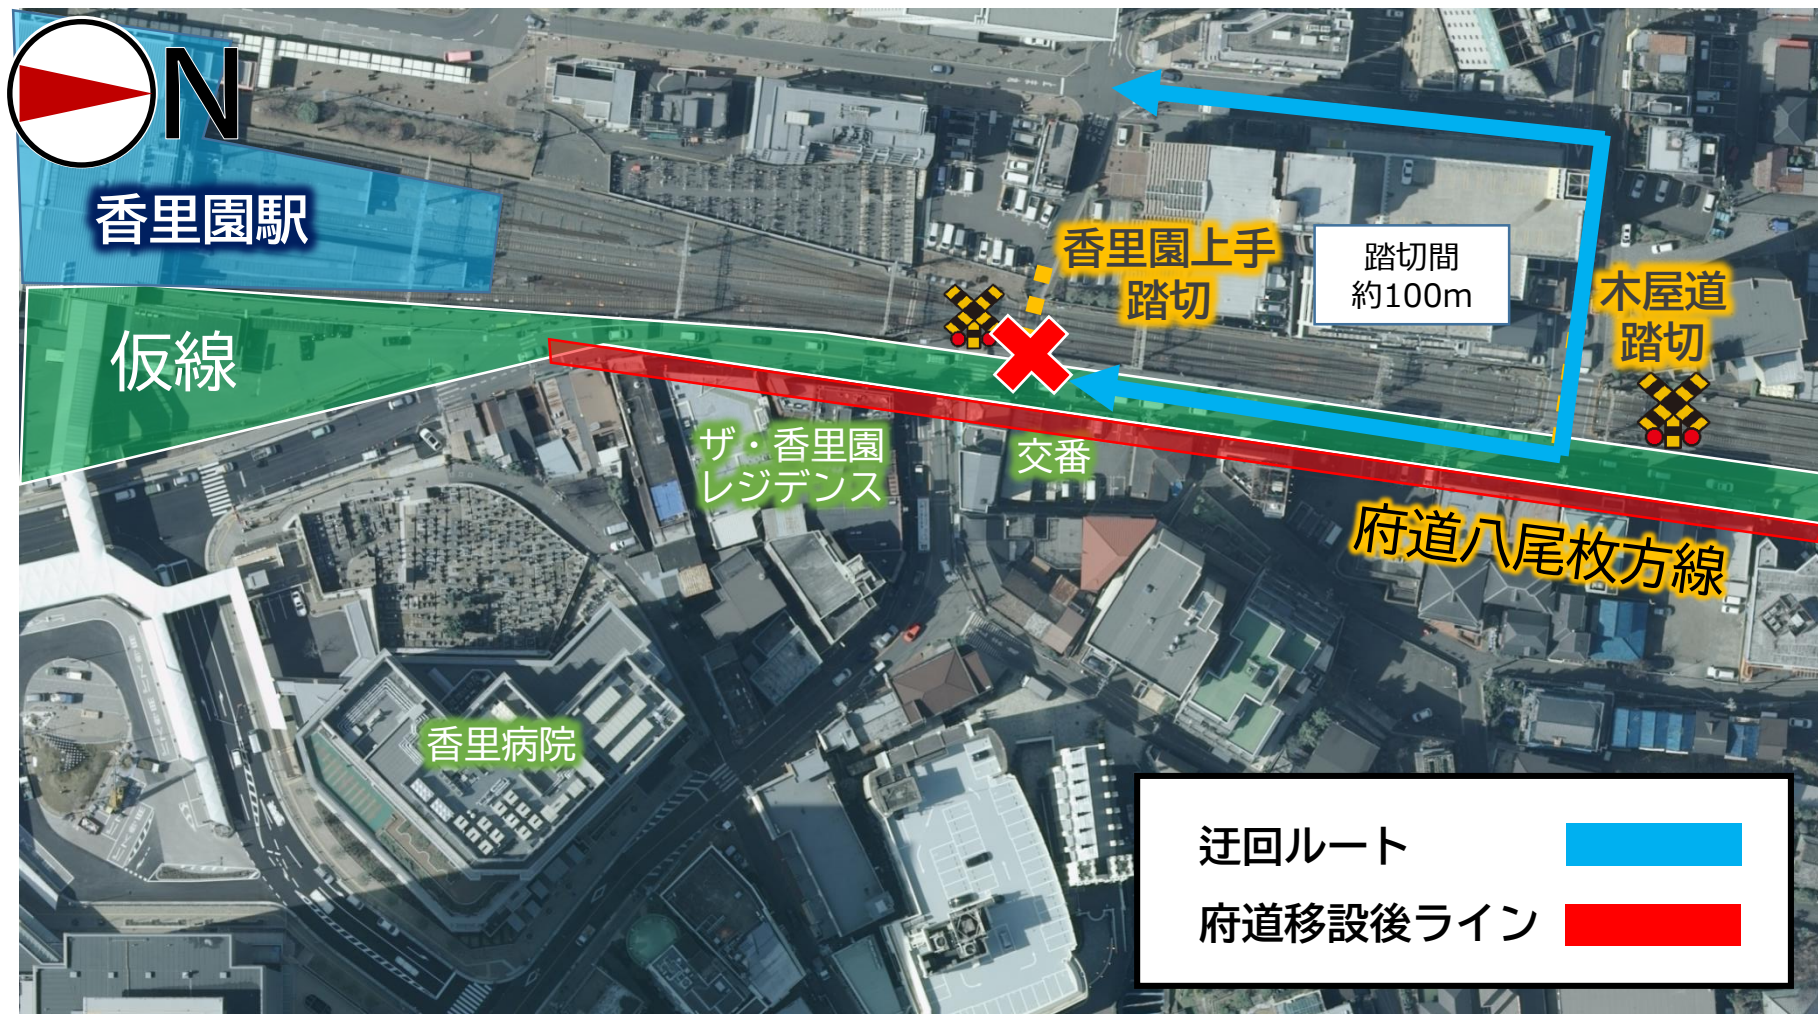 N
香里園駅
仮線
香里園上手
踏切
踏切間
約100m
木屋道
踏切
ザ・香里園
レジデンス
交番
府道八尾枚方線
香里病院
迂回ルート
府道移設後ライン